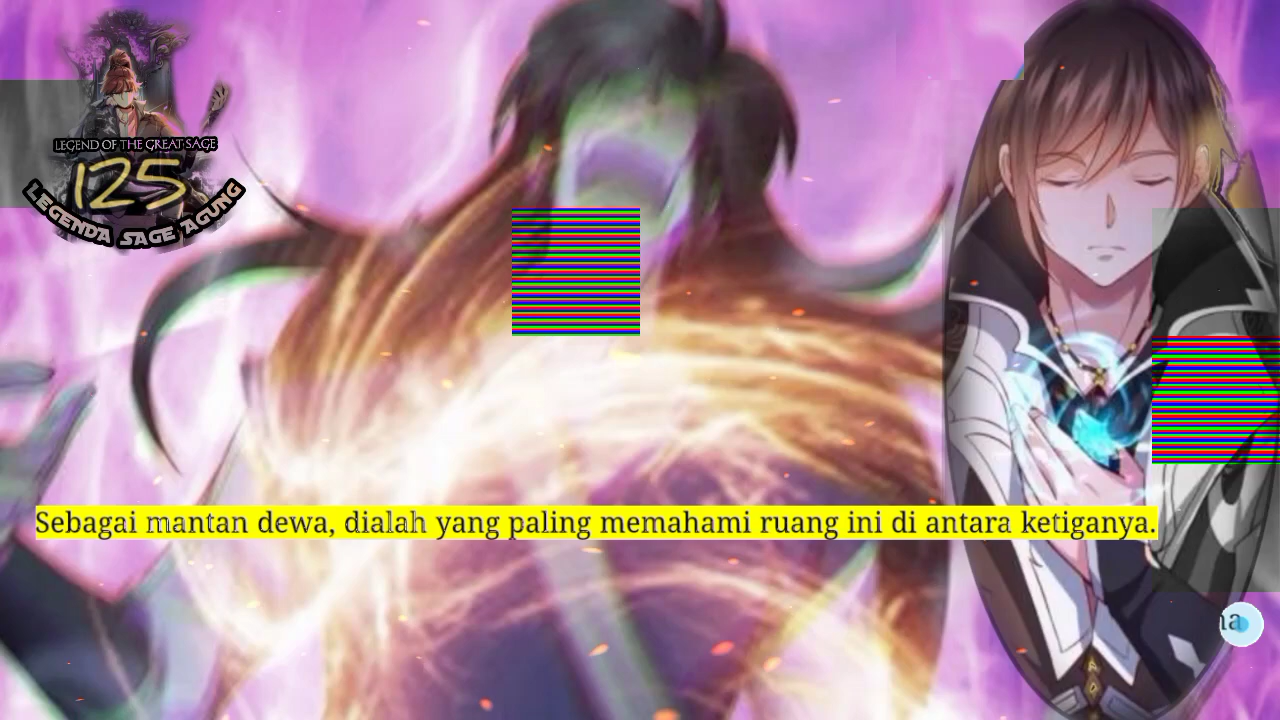 LEGEND OF THE GREAT SAGE
125
LEGENDA SAGE AGUNG
Sebagai mantan dewa, dialah yang paling memahami ruang ini di antara ketiganya.